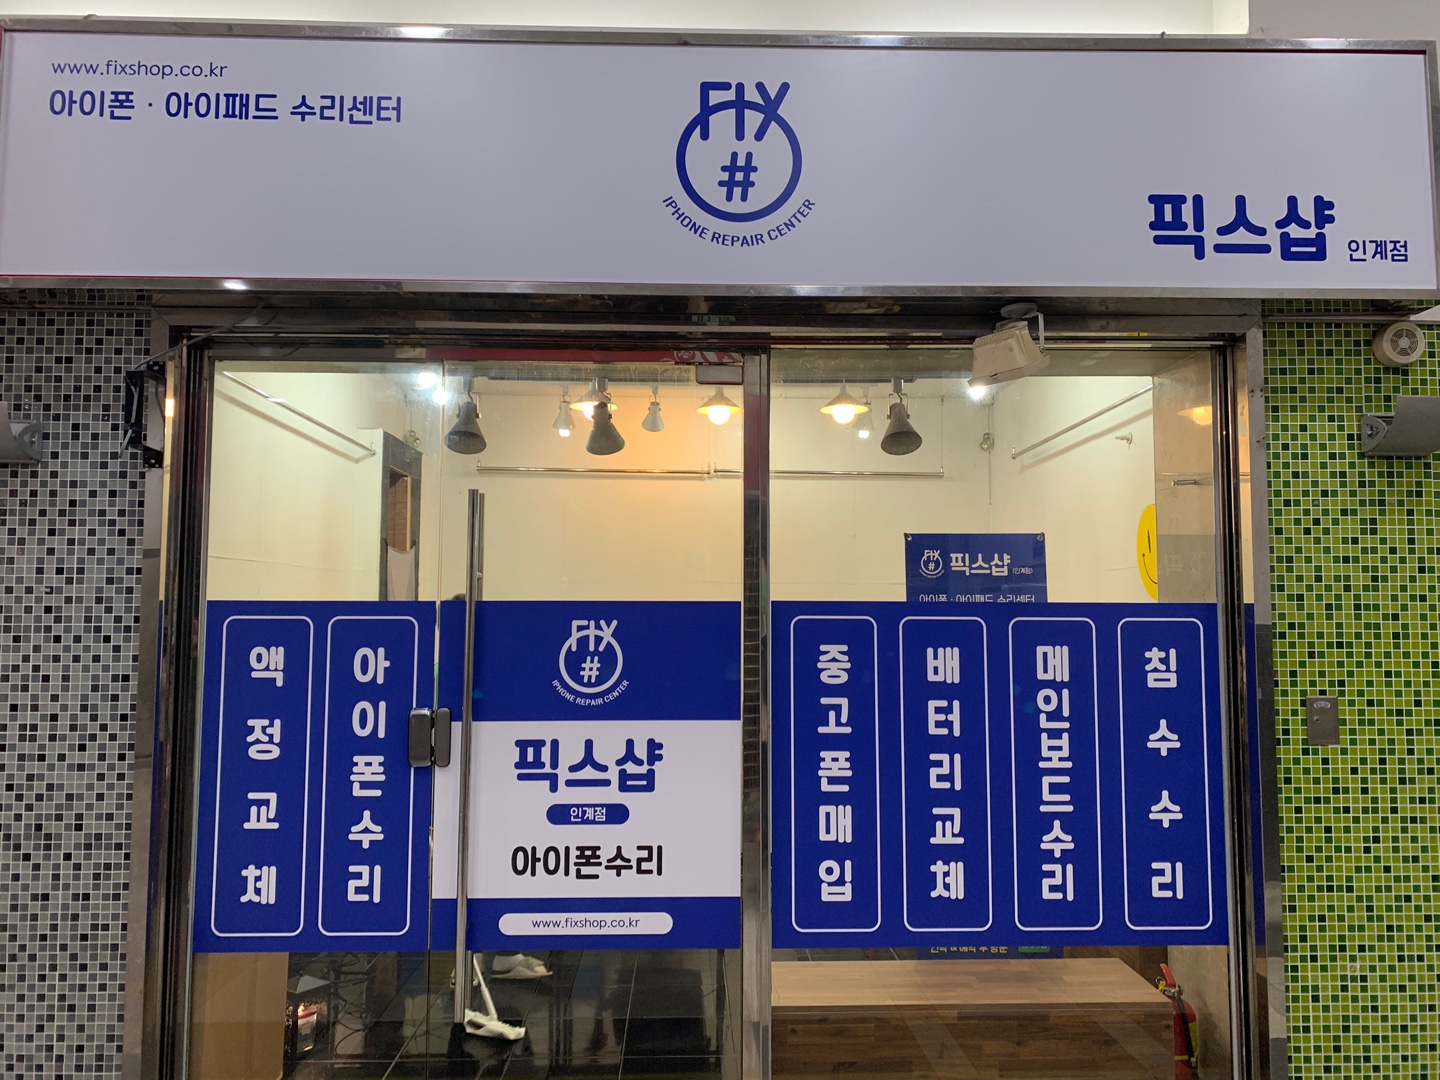 www.fixshop.co.kr
아이폰 · 아이패드 수리센터
FIX
#
IPHONE REPAIR CENTER
픽스샵 인계점
FIX
#
픽스샵 (인계점)
아이폰 · 아이패드 수리센터
액정교체
아이폰수리
FIX
#
IPHONE REPAIR CENTER
픽스샵
인계점
아이폰수리
www.fixshop.co.kr
중고폰매입
배터리교체
메인보드수리
침수수리